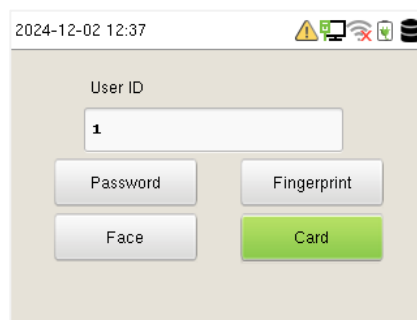 2024-12-02 12:37
User ID
1
Password Fingerprint
Face Card